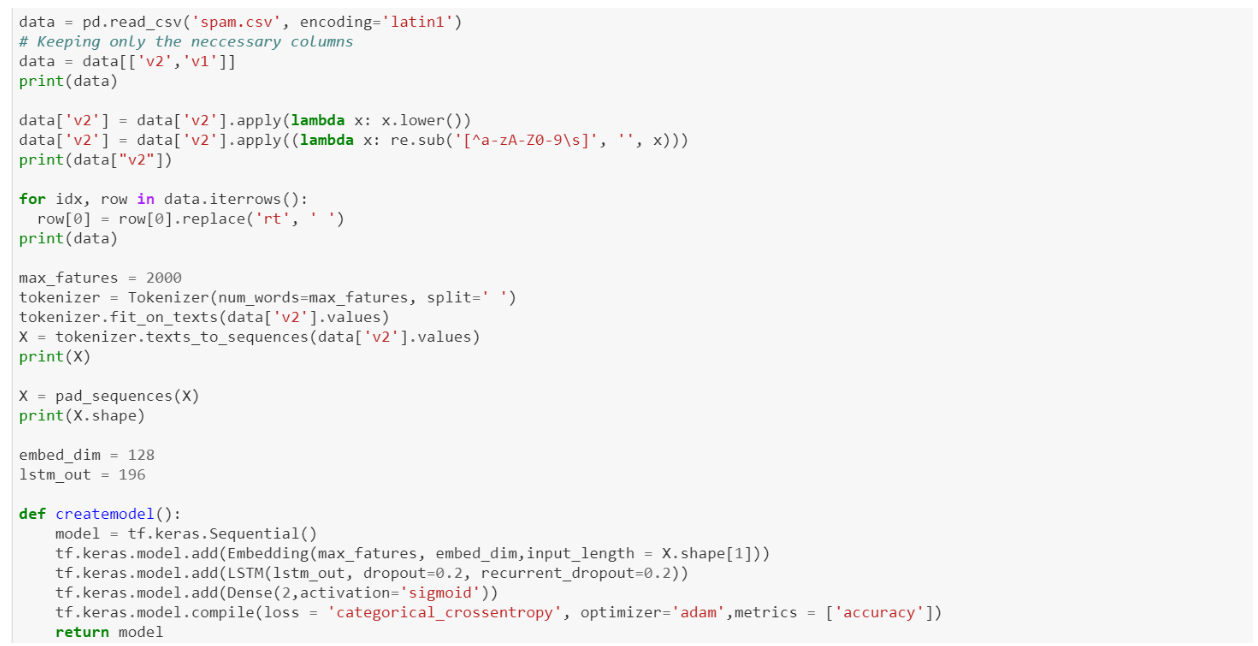 data = pd.read_csv('spam.csv', encoding='latin1')
# Keeping only the neccessary columns
data = data[['v2','v1']]
print(data)
data['v2'] = data['v2'].apply(lambda x: x.lower())
data['v2'] = data['v2'].apply((lambda x: re.sub('[^a-zA-Z0-9\s]', '', x)))
print(data["v2"])
for idx, row in data.iterrows():
  row[0] = row[0].replace('rt', ' ')
print(data)
max_fatures = 2000
tokenizer = Tokenizer(num_words=max_fatures, split=' ')
tokenizer.fit_on_texts(data['v2'].values)
X = tokenizer.texts_to_sequences(data['v2'].values)
print(X)
X = pad_sequences(X)
print(X.shape)
embed_dim = 128
lstm_out = 196
def createmodel():
    model = tf.keras.Sequential()
    tf.keras.model.add(Embedding(max_fatures, embed_dim,input_length = X.shape[1]))
    tf.keras.model.add(LSTM(lstm_out, dropout=0.2, recurrent_dropout=0.2))
    tf.keras.model.add(Dense(2,activation='sigmoid'))
    tf.keras.model.compile(loss = 'categorical_crossentropy', optimizer='adam',metrics = ['accuracy'])
    return model